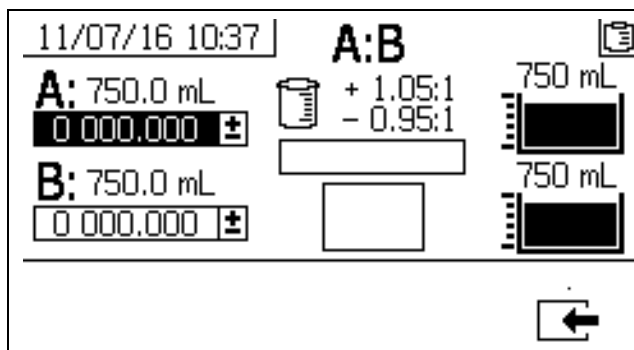 11/07/16 10:37
A:B
A: 750.0 mL
0 000.000 ±
+ 1.05:1
- 0.95:1
750 mL
B: 750.0 mL
0 000.000 ±
750 mL